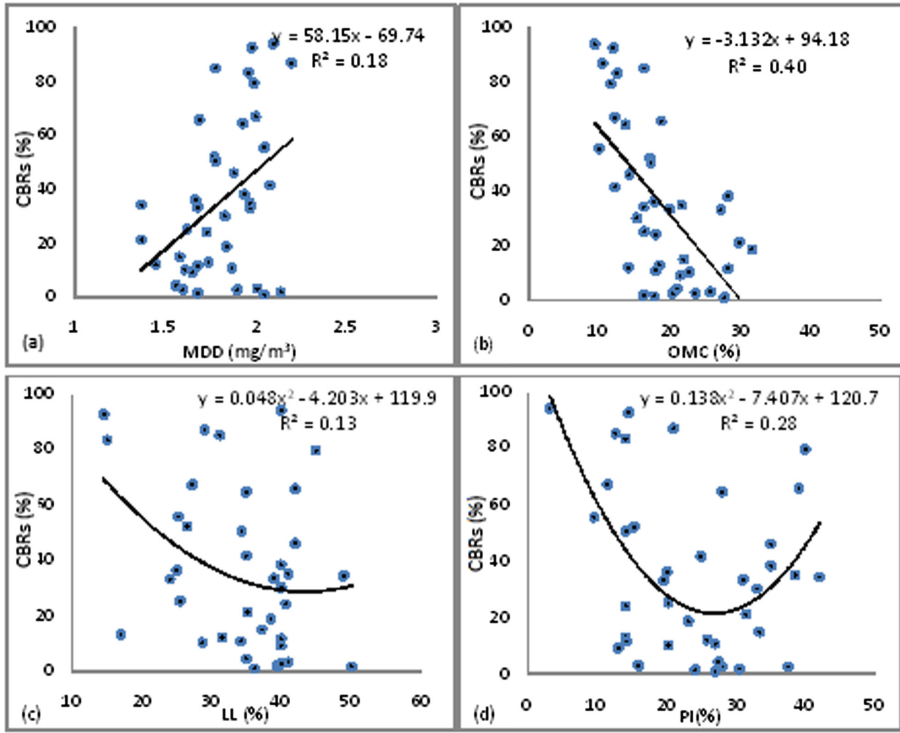 100
80
60
40
20
0
CBRs (%)
y = 58.15x - 69.74
R² = 0.18
1
1.5
2
2.5
3
(a)
MDD (mg/m³)
100
80
60
40
20
0
CBRs (%)
y = -3.132x + 94.18
R² = 0.40
0
10
20
30
40
50
(b)
OMC (%)
100
80
60
40
20
0
CBRs (%)
y = 0.048x² - 4.203x + 119.9
R² = 0.13
10
20
30
40
50
60
(c)
LL (%)
100
80
60
40
20
0
CBRs (%)
y = 0.138x² - 7.407x + 120.7
R² = 0.28
0
10
20
30
40
50
(d)
PI(%)